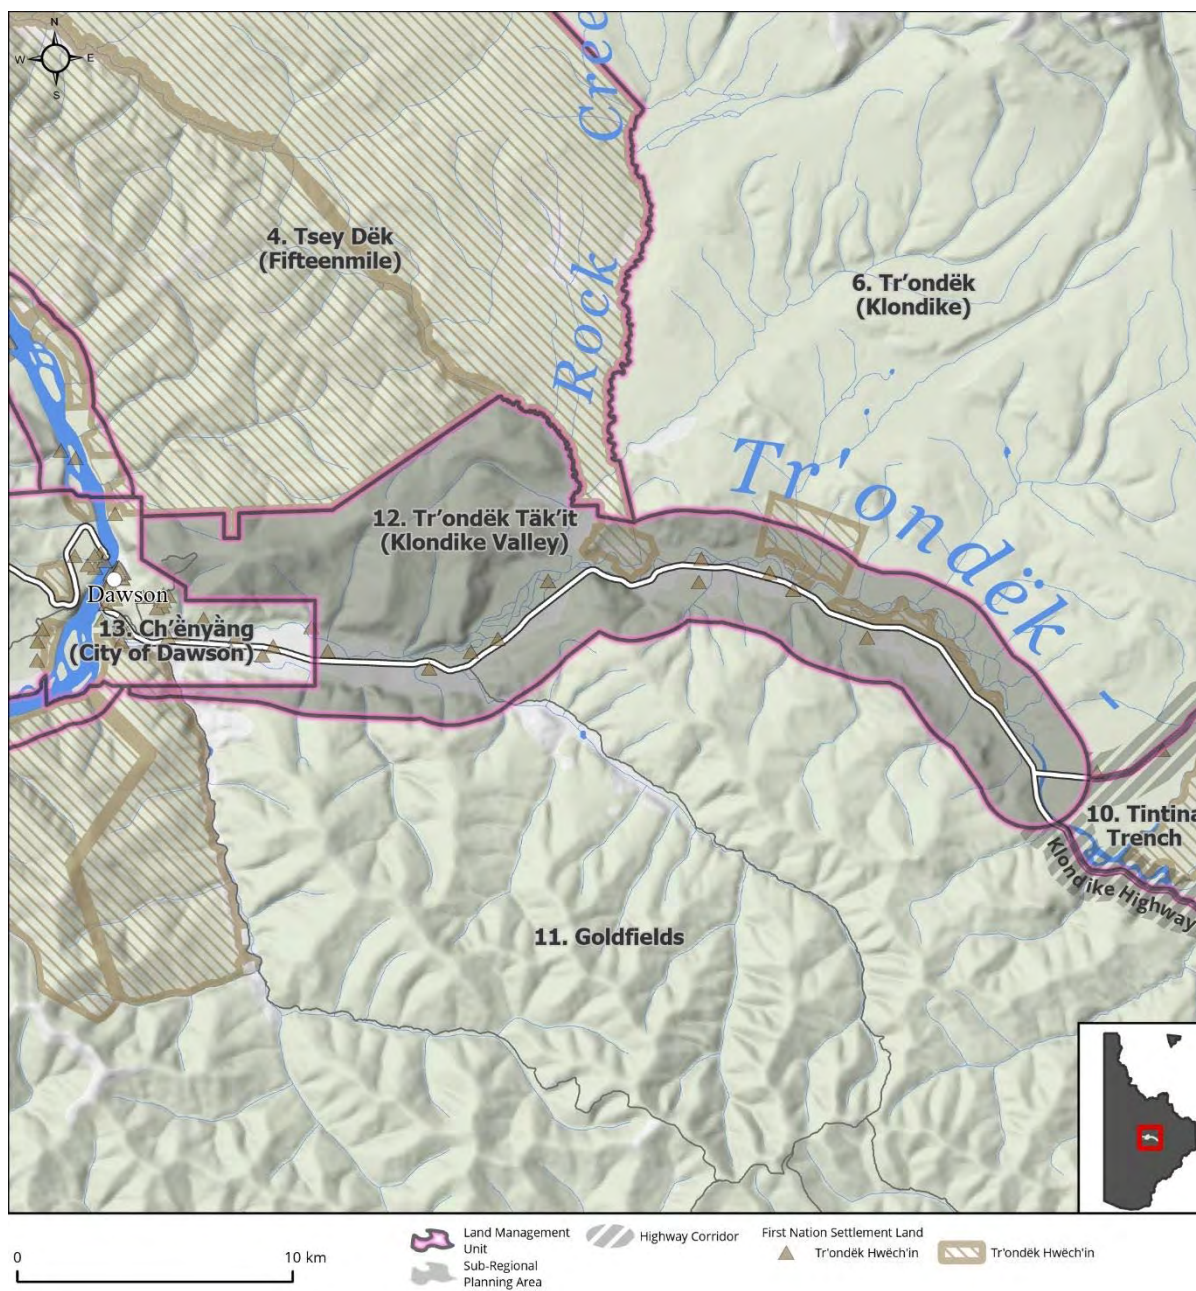 N
W E
S
Rock Creek
4. Tsey Dëk
(Fifteenmile)
6. Tr'ondëk
(Klondike)
Tr'ondëk -
12. Tr'ondëk Täk'it
(Klondike Valley)
Dawson
13. Ch'ènyäng
(City of Dawson)
10. Tintina
Trench
Klondike Highway
11. Goldfields
0 10 km
Land Management
Unit
Sub-Regional
Planning Area
Highway Corridor
First Nation Settlement Land
Tr'ondëk Hwëch'in
Tr'ondëk Hwëch'in